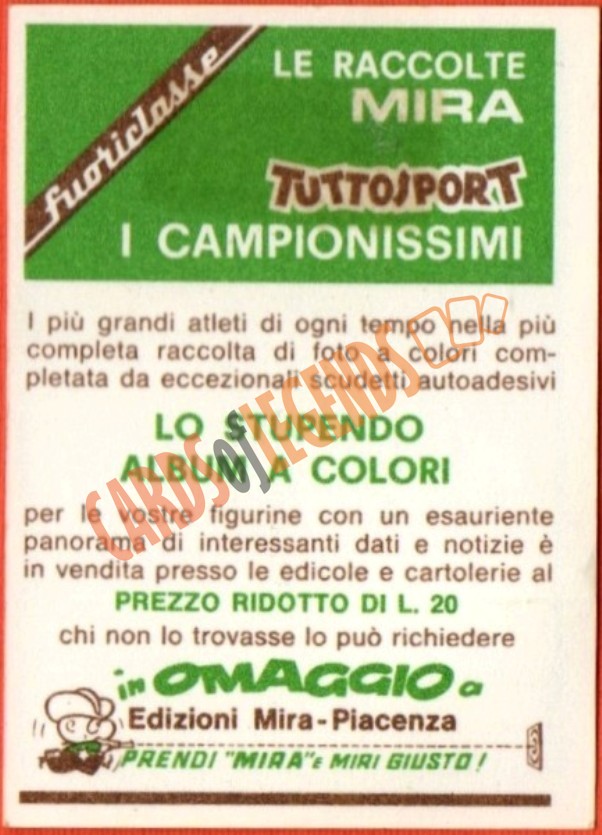 fuoriclasse
LE RACCOLTE
MIRA
TUTTOSPORT
I CAMPIONISSIMI
I più grandi atleti di ogni tempo nella più
completa raccolta di foto a colori com-
pletata da eccezionali scudetti autoadesivi
LO STUPENDO
ALBUM A COLORI
per le vostre figurine con un esauriente
panorama di interessanti dati e notizie è
in vendita presso le edicole e cartolerie al
PREZZO RIDOTTO DI L. 20
chi non lo trovasse lo può richiedere
in OMAGGIO a
Edizioni Mira-Piacenza
PRENDI "MIRA" E MIRI GIUSTO!
CARDS of LEGENDS